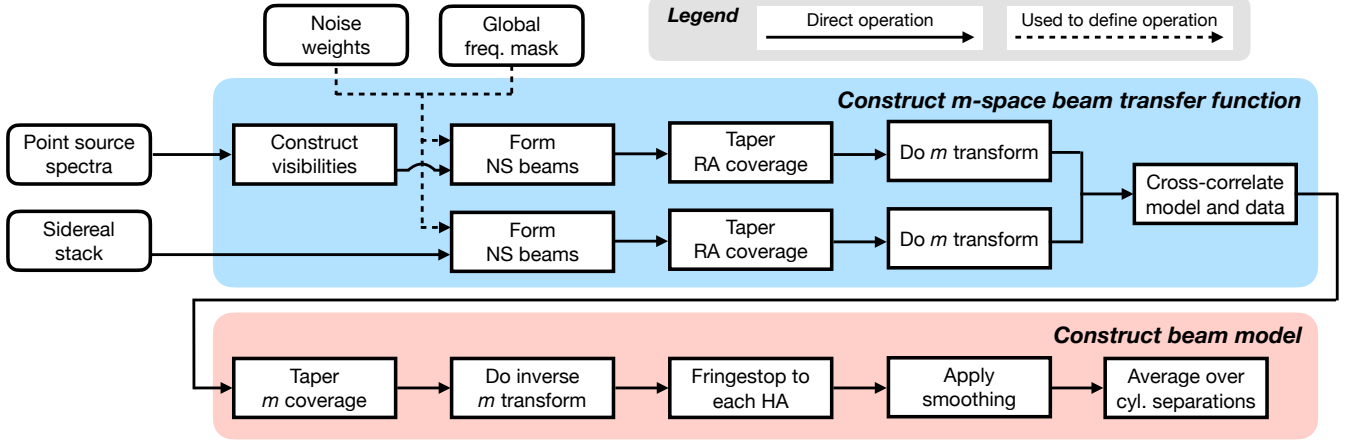 Noise
weights
Global
freq. mask
Legend
Direct operation
Used to define operation
Construct m-space beam transfer function
Point source
spectra
Construct
visibilities
Form
NS beams
Taper
RA coverage
Do m transform
Cross-correlate
model and data
Sidereal
stack
Form
NS beams
Taper
RA coverage
Do m transform
Construct beam model
Taper
m coverage
Do inverse
m transform
Fringestop to
each HA
Apply
smoothing
Average over
cyl. separations